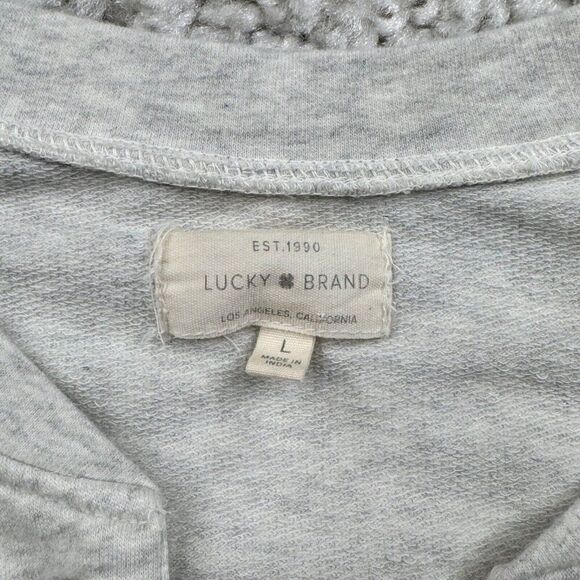 EST.1990
LUCKY BRAND
LOS ANGELES, CALIFORNIA
L
MADE IN
INDIA